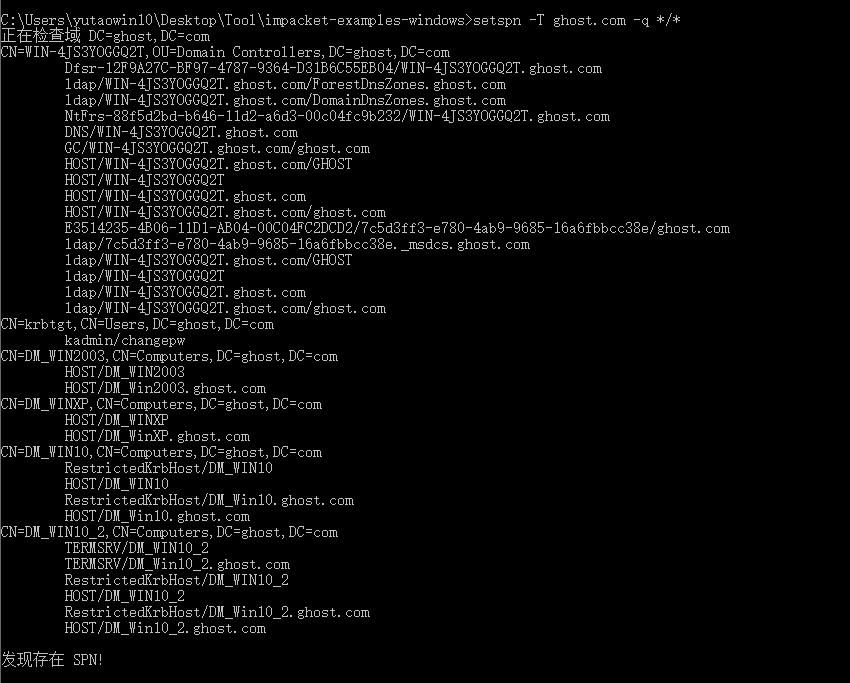 C:\Users\yutaowin10\Desktop\Tool\impacket-examples-windows>setspn -T ghost.com -q */*
正在检查域 DC=ghost,DC=com
CN=WIN-4JS3YOGGQ2T,OU=Domain Controllers,DC=ghost,DC=com
Dfsr-12F9A27C-BF97-4787-9364-D31B6C55EB04/WIN-4JS3YOGGQ2T.ghost.com
ldap/WIN-4JS3YOGGQ2T.ghost.com/ForestDnsZones.ghost.com
ldap/WIN-4JS3YOGGQ2T.ghost.com/DomainDnsZones.ghost.com
NtFrs-88f5d2bd-b646-11d2-a6d3-00c04fc9b232/WIN-4JS3YOGGQ2T.ghost.com
DNS/WIN-4JS3YOGGQ2T.ghost.com
GC/WIN-4JS3YOGGQ2T.ghost.com/ghost.com
HOST/WIN-4JS3YOGGQ2T.ghost.com/GHOST
HOST/WIN-4JS3YOGGQ2T
HOST/WIN-4JS3YOGGQ2T.ghost.com
HOST/WIN-4JS3YOGGQ2T.ghost.com/ghost.com
E3514235-4B06-11D1-AB04-00C04FC2DCD2/7c5d3ff3-e780-4ab9-9685-16a6fbbcc38e/ghost.com
ldap/7c5d3ff3-e780-4ab9-9685-16a6fbbcc38e._msdcs.ghost.com
ldap/WIN-4JS3YOGGQ2T.ghost.com/GHOST
ldap/WIN-4JS3YOGGQ2T
ldap/WIN-4JS3YOGGQ2T.ghost.com
ldap/WIN-4JS3YOGGQ2T.ghost.com/ghost.com
CN=krbtgt,CN=Users,DC=ghost,DC=com
kadmin/changepw
CN=DM_WIN2003,CN=Computers,DC=ghost,DC=com
HOST/DM_WIN2003
HOST/DM_Win2003.ghost.com
CN=DM_WINXP,CN=Computers,DC=ghost,DC=com
HOST/DM_WINXP
HOST/DM_WinXP.ghost.com
CN=DM_WIN10,CN=Computers,DC=ghost,DC=com
RestrictedKrbHost/DM_WIN10
HOST/DM_WIN10
RestrictedKrbHost/DM_Win10.ghost.com
HOST/DM_Win10.ghost.com
CN=DM_WIN10_2,CN=Computers,DC=ghost,DC=com
TERMSRV/DM_WIN10_2
TERMSRV/DM_Win10_2.ghost.com
RestrictedKrbHost/DM_WIN10_2
HOST/DM_WIN10_2
RestrictedKrbHost/DM_Win10_2.ghost.com
HOST/DM_Win10_2.ghost.com
发现存在 SPN!